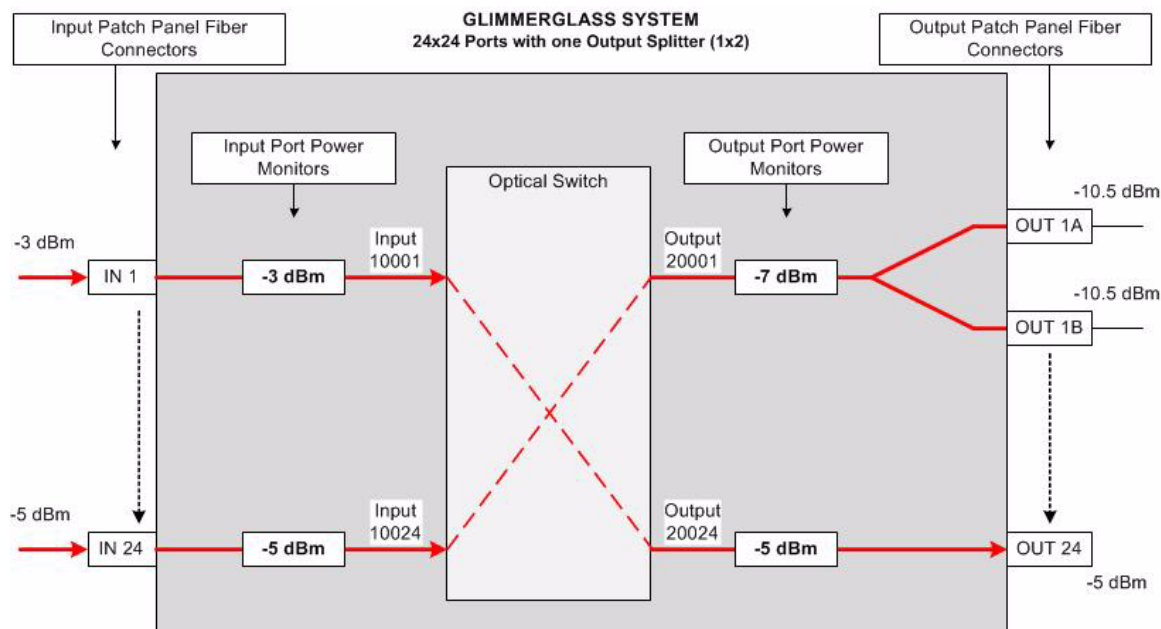 GLIMMERGLASS SYSTEM
24x24 Ports with one Output Splitter (1x2)
Input Patch Panel Fiber
Connectors
Output Patch Panel Fiber
Connectors
Input Port Power
Monitors
Output Port Power
Monitors
Optical Switch
-3 dBm
IN 1
-3 dBm
Input
10001
Output
20001
-7 dBm
-10.5 dBm
OUT 1A
-10.5 dBm
OUT 1B
-5 dBm
IN 24
-5 dBm
Input
10024
Output
20024
-5 dBm
OUT 24
-5 dBm